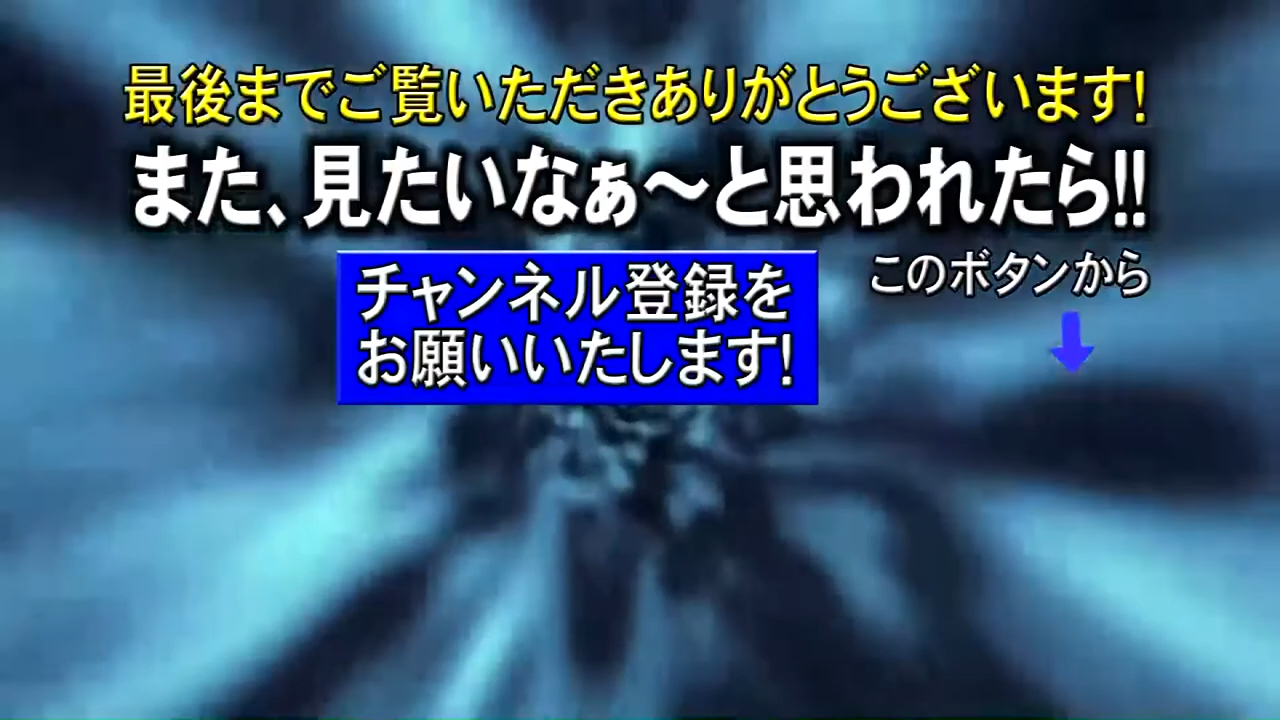 最後までご覧いただきありがとうございます!
また、見たいなぁ～と思われたら!!
チャンネル登録を
お願いいたします!
このボタンから